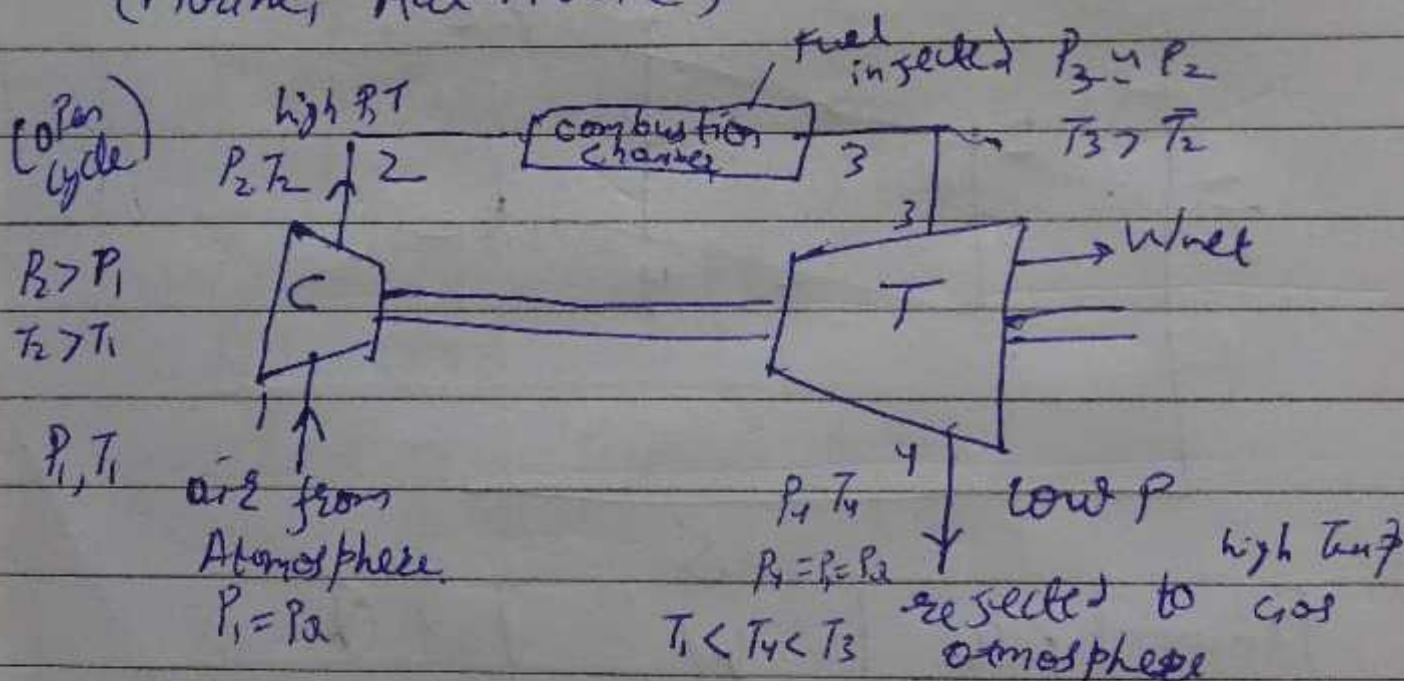 Fuel
injected P3 ≈ P2
(open
cycle)
high P, T
combustion
chamber
T3 > T2
P2 T2
2
3
3
W/net
P2 > P1
C
T
T2 > T1
1
P1, T1
air from
Atomosphere
P1 = Pa
4
P4 T4
low P
P4 = P1 = Pa
high Temp
rejected to gas
T1 < T4 < T3
atmosphere